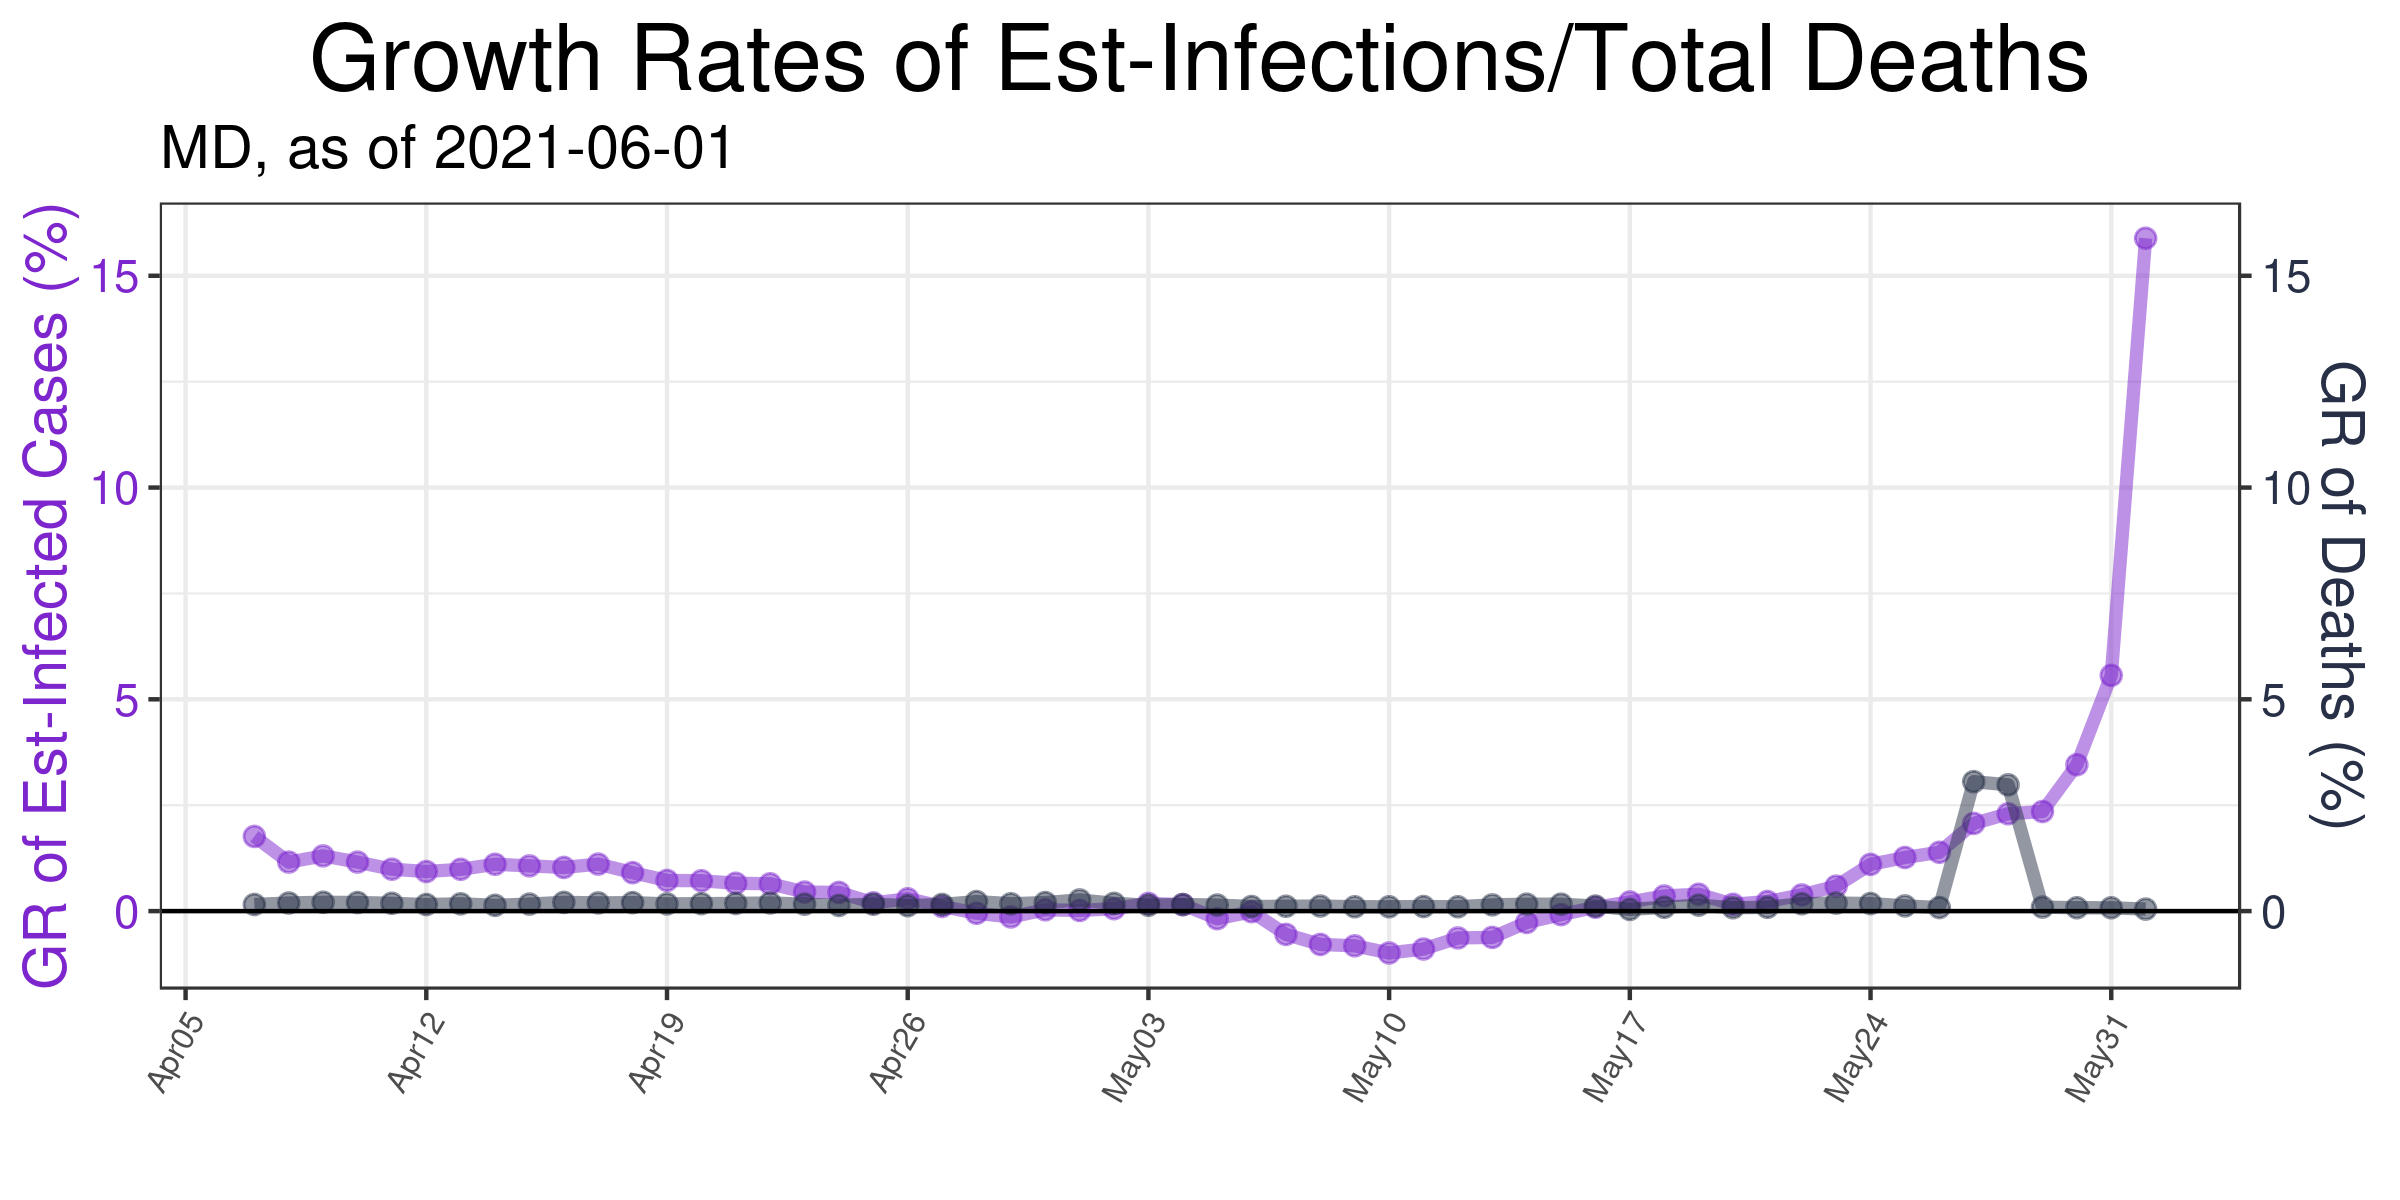 Growth Rates of Est-Infections/Total Deaths
MD, as of 2021-06-01
GR of Est-Infected Cases (%)
15
10
5
0
15
10
5
0
GR of Deaths (%)
Apr05
Apr12
Apr19
Apr26
May03
May10
May17
May24
May31